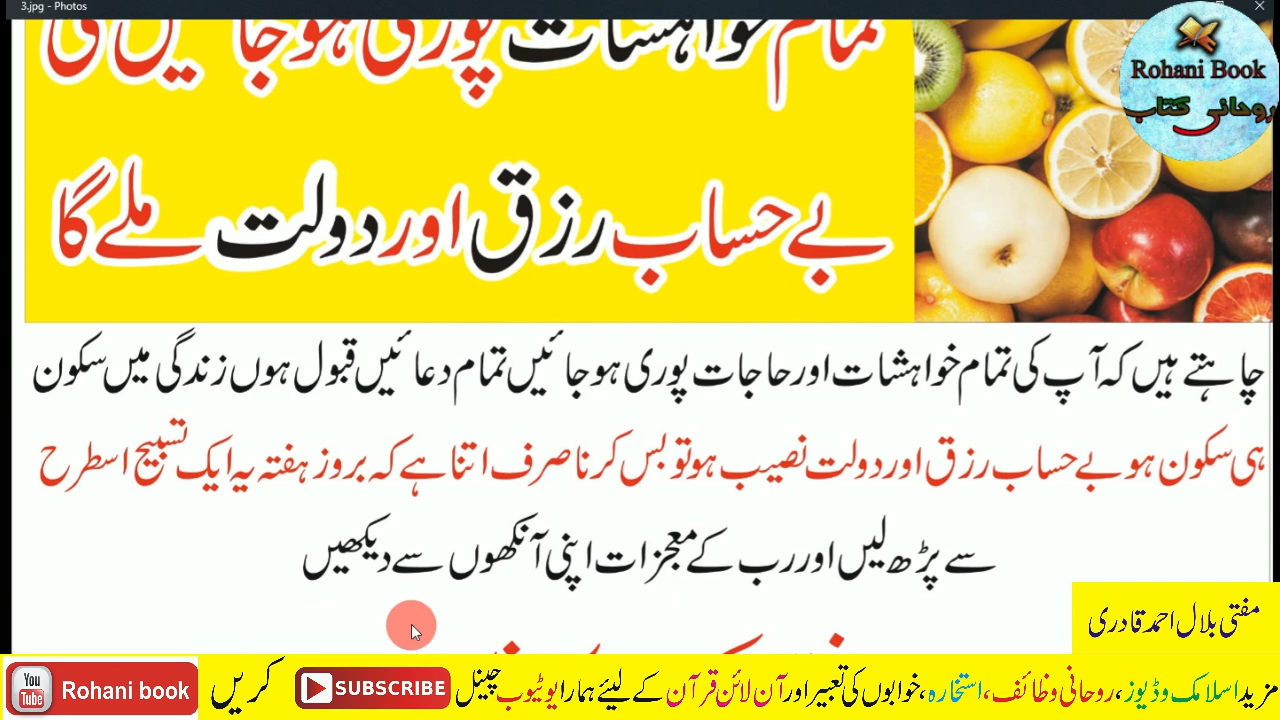 3.jpg - Photos
تمام خواہشات پوری ہوجائیں گی
Rohani Book
روحانی کتاب
بے حساب رزق اور دولت ملے گا
چاہتے ہیں کہ آپ کی تمام خواہشات اور حاجات پوری ہوجائیں تمام دعائیں قبول ہوں زندگی میں سکون
ہی سکون ہو بے حساب رزق اور دولت نصیب ہو تو بس کرنا صرف اتنا ہے کہ بروز ہفتہ یہ ایک تسبیح اسطرح
سے پڑھ لیں اور رب کے معجزات اپنی آنکھوں سے دیکھیں
مفتی بلال احمد قادری
مزید اسلامک وڈیوز، روحانی وظائف، استخارہ، خوابوں کی تعبیر اور آن لائن قرآن کے لیئے ہمارا یوٹیوب چینل SUBSCRIBE کریں
You Tube Rohani book